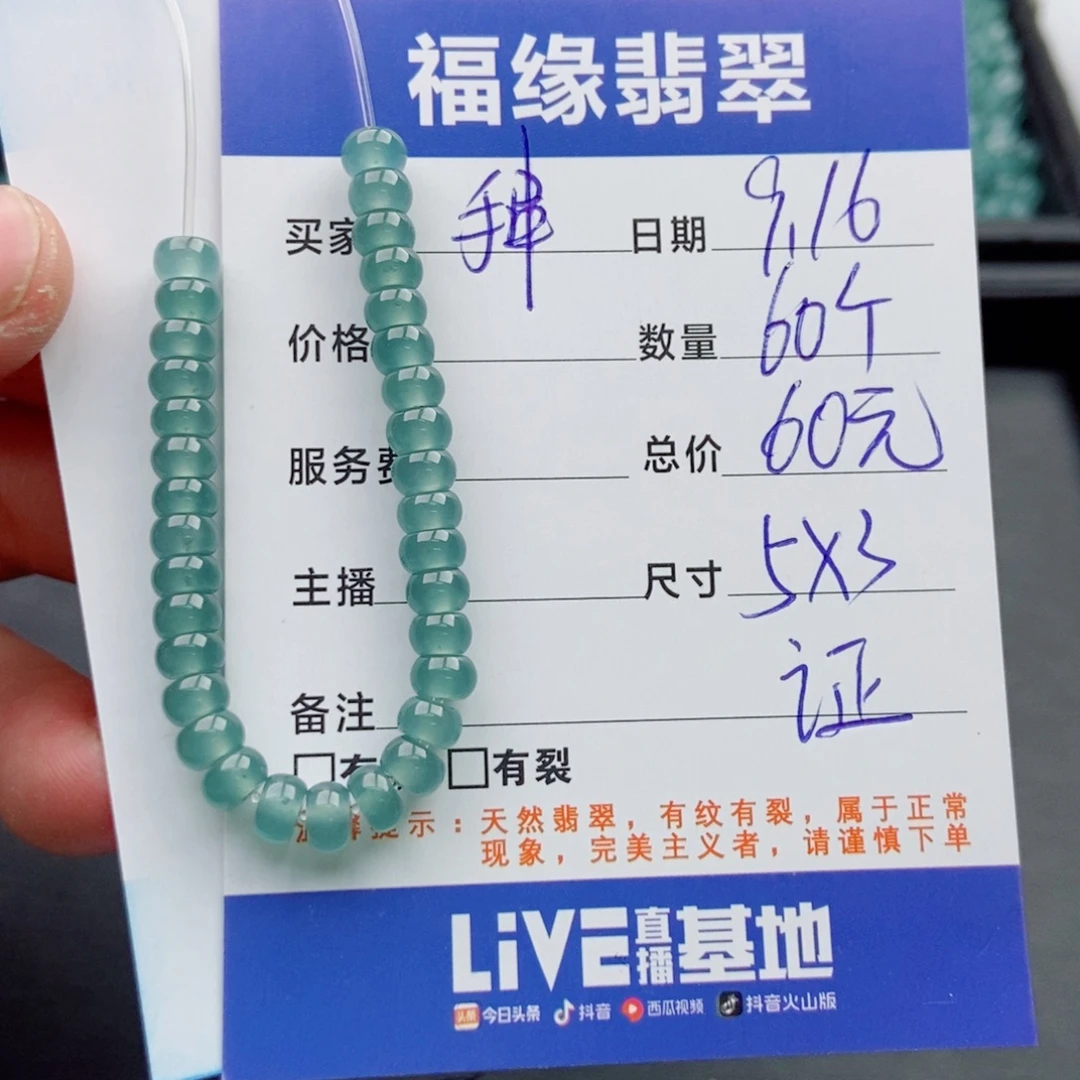 福缘翡翠
买家 日期 9.16
价格 数量 60个
服务费 总价 60元
主播 尺寸 5X3
备注 证
□有 □有裂
提示：天然翡翠，有纹有裂，属于正常
现象，完美主义者，请谨慎下单
LiVE直播基地
头条 今日头条 抖音 西瓜视频 抖音火山版